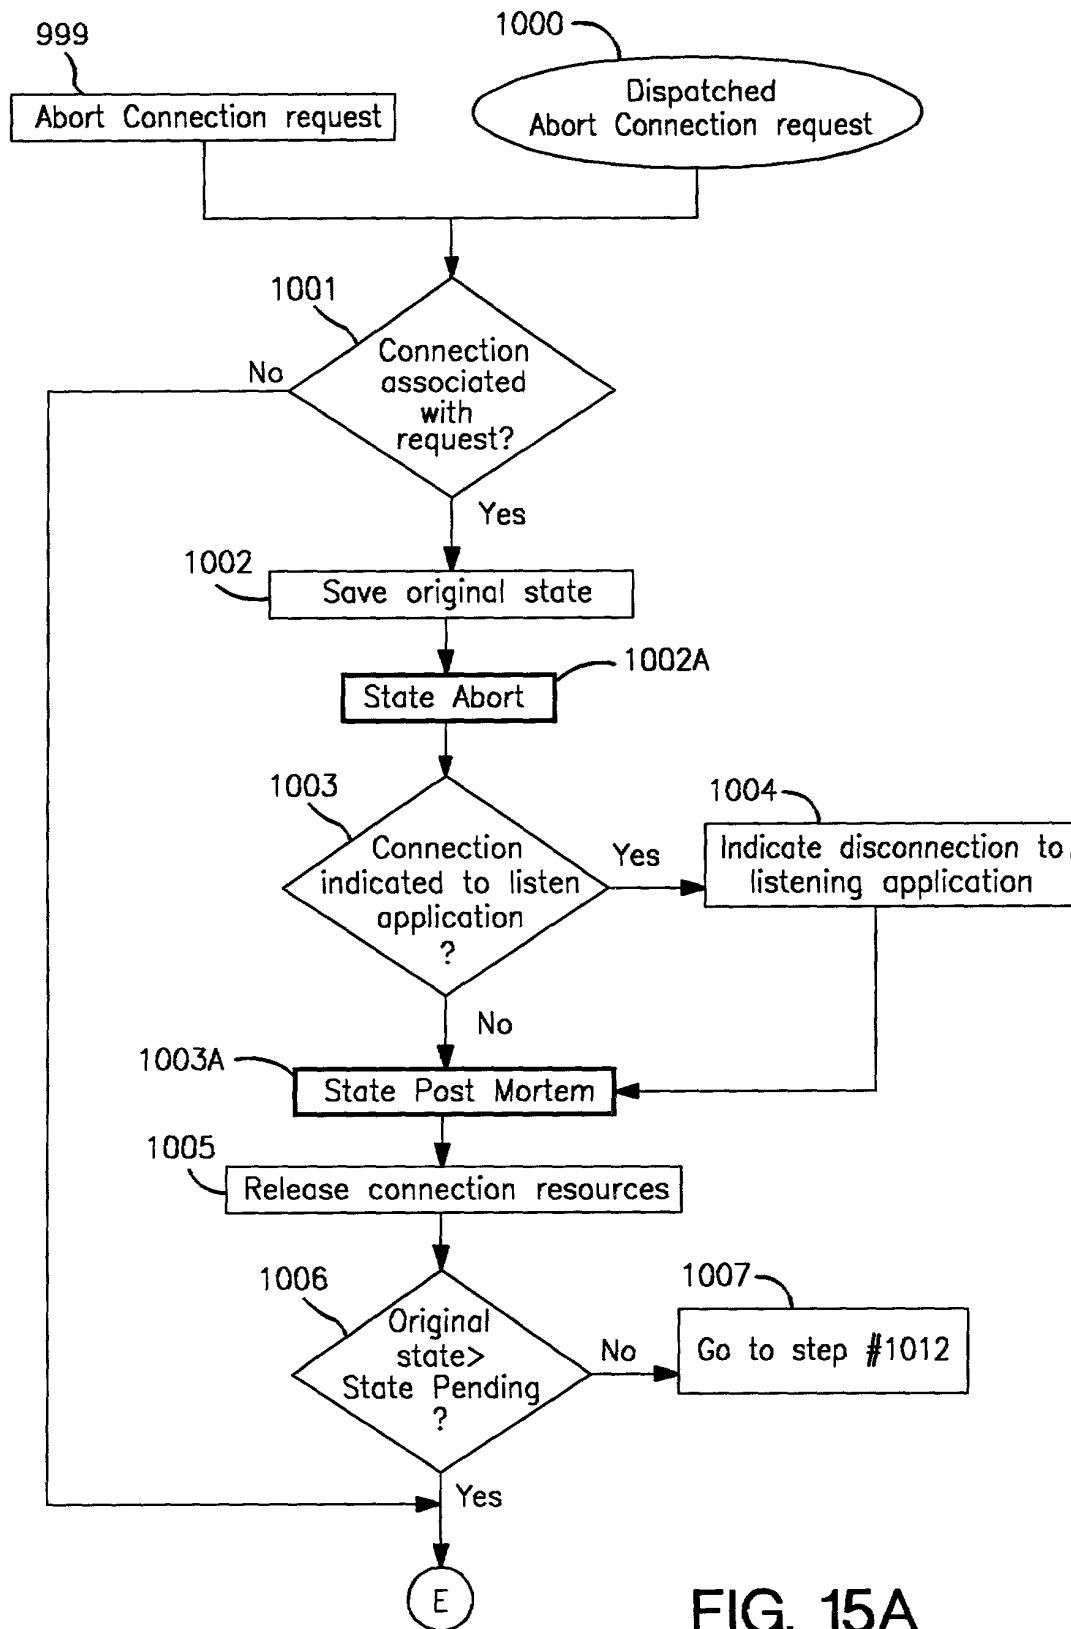 999
Abort Connection request
1000
Dispatched
Abort Connection request
1001
Connection
associated
with
request?
No
Yes
1002
Save original state
1002A
State Abort
1003
Connection
indicated to listen
application
?
Yes
1004
Indicate disconnection to
listening application
No
1003A
State Post Mortem
1005
Release connection resources
1006
Original
state>
State Pending
?
No
1007
Go to step #1012
Yes
E
FIG. 15A